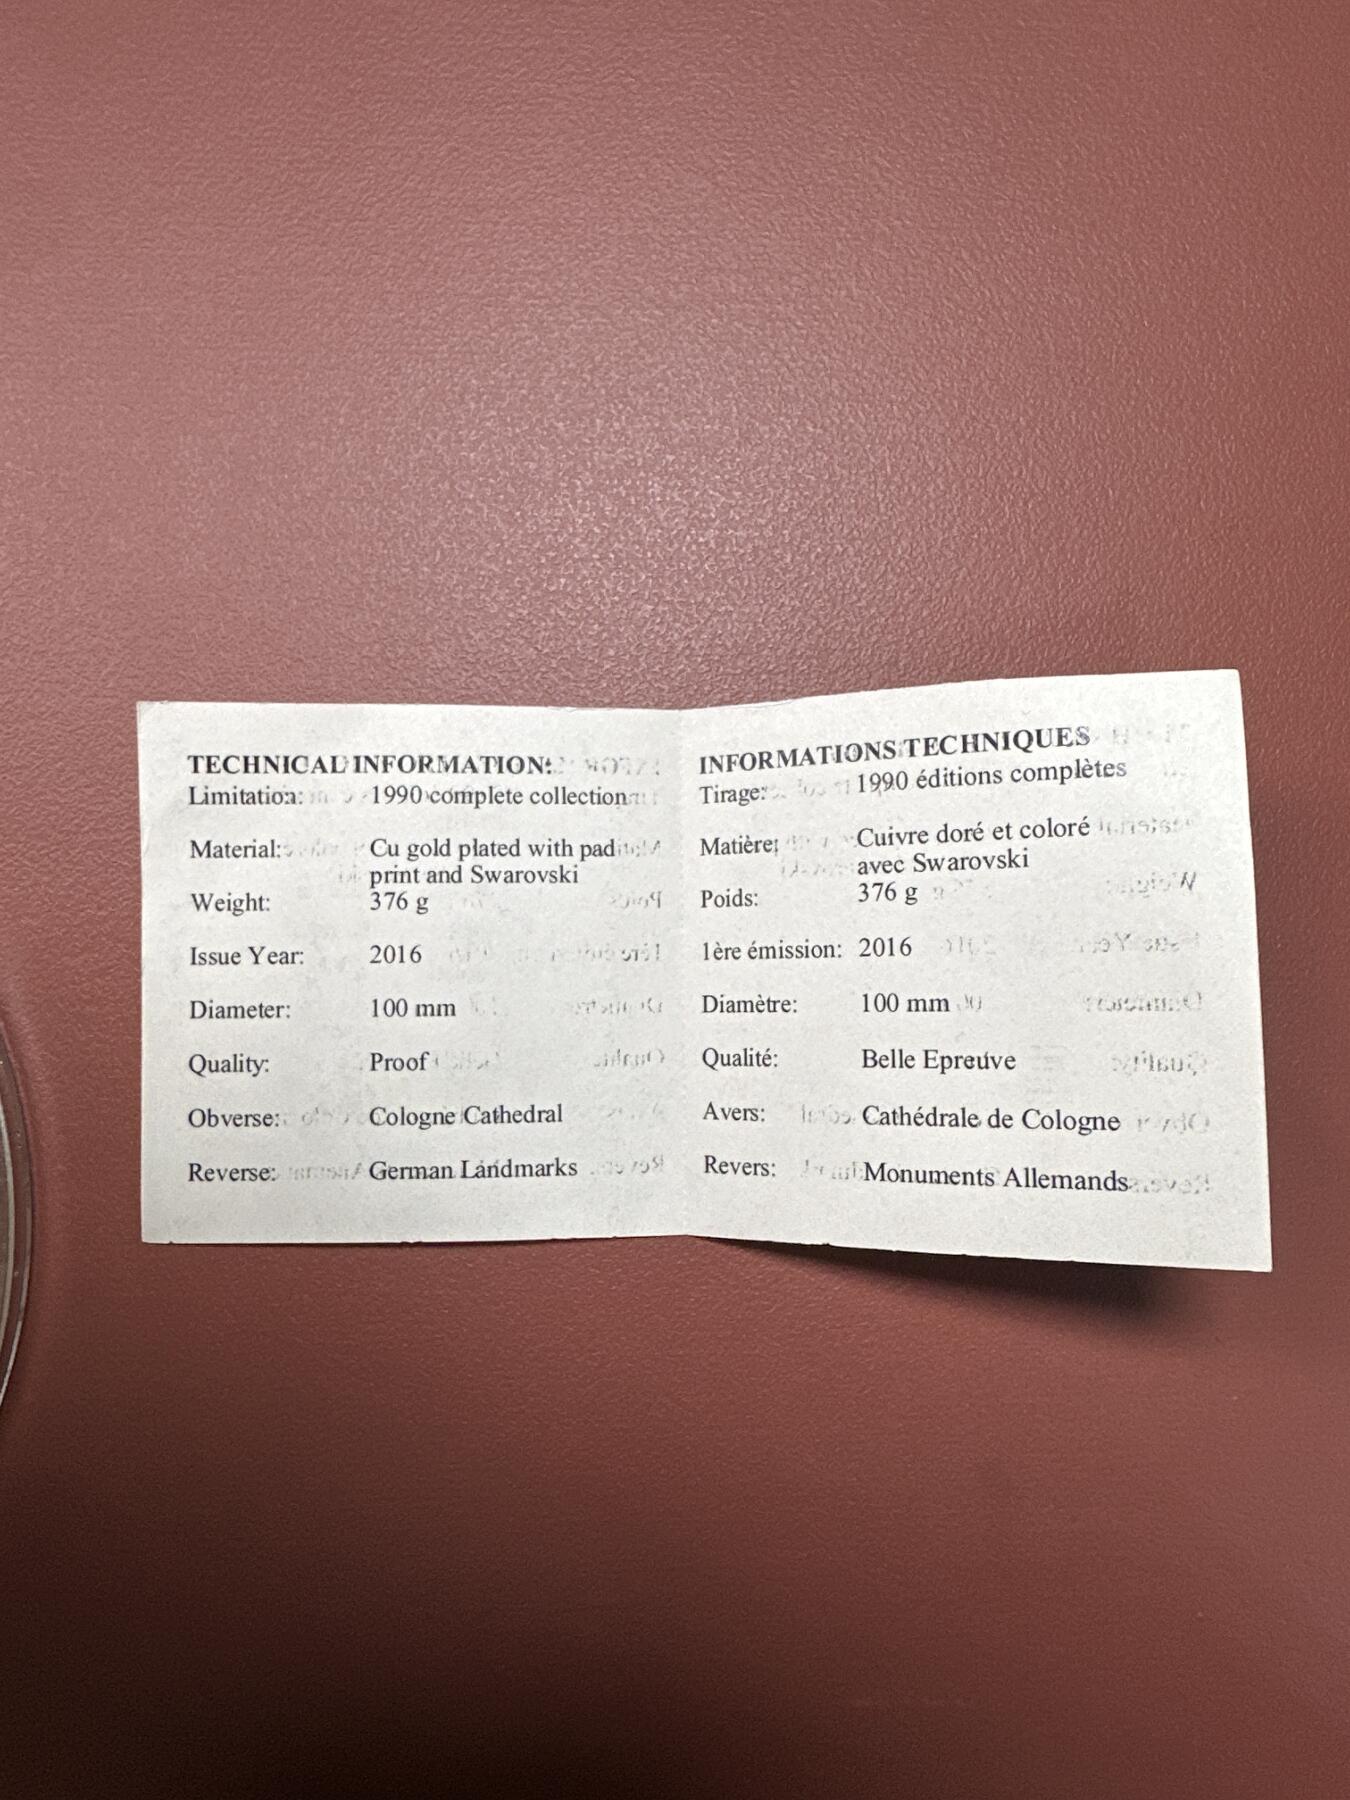 TECHNICAL INFORMATION:
Limitation: 1990 complete collection
Material: Cu gold plated with pad
print and Swarovski
Weight: 376 g
Issue Year: 2016
Diameter: 100 mm
Quality: Proof
Obverse: Cologne Cathedral
Reverse: German Landmarks
INFORMATIONS TECHNIQUES
Tirage: 1990 éditions complètes
Matière: Cuivre doré et coloré
avec Swarovski
Poids: 376 g
1ère émission: 2016
Diamètre: 100 mm
Qualité: Belle Epreuve
Avers: Cathédrale de Cologne
Revers: Monuments Allemands